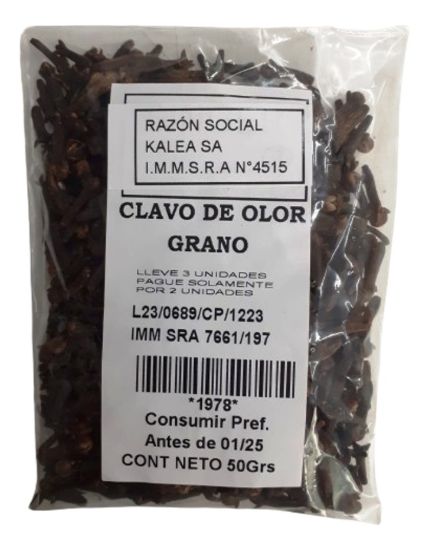 RAZÓN SOCIAL
KALEA SA
I.M.M.S.R.A N°4515
CLAVO DE OLOR
GRANO
LLEVE 3 UNIDADES
PAGUE SOLAMENTE
POR 2 UNIDADES
L23/0689/CP/1223
IMM SRA 7661/197
*1978*
Consumir Pref.
Antes de 01/25
CONT NETO 50Grs